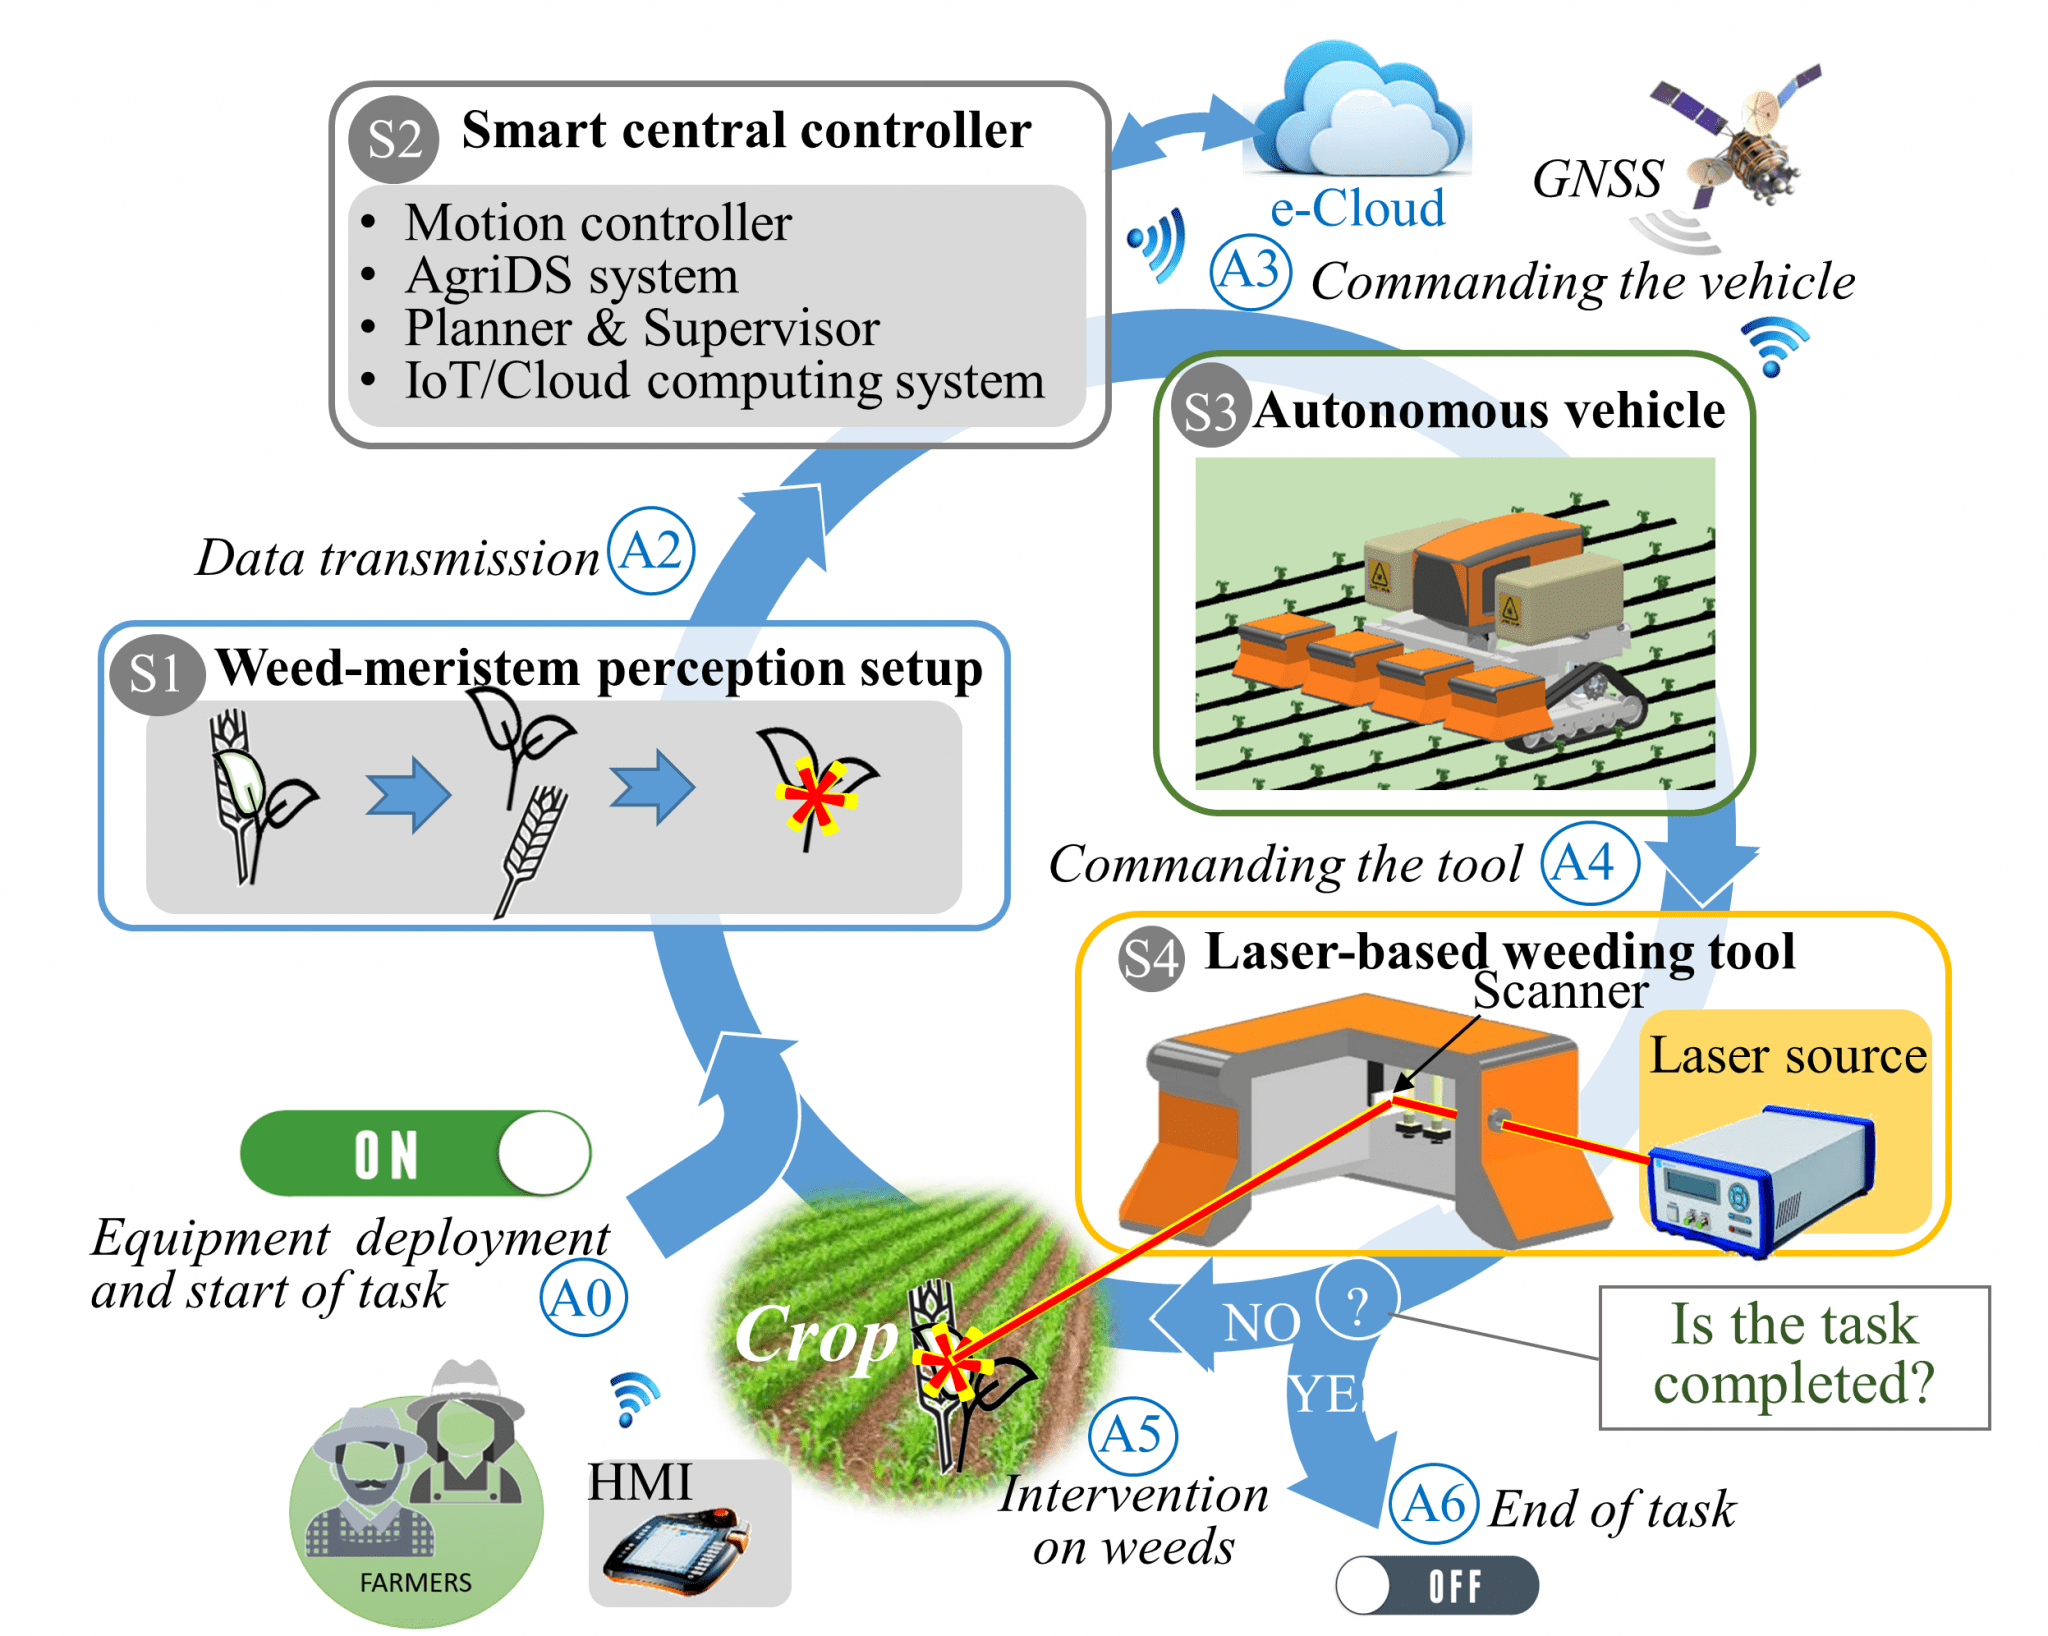 S2 Smart central controller
• Motion controller
• AgriDS system
• Planner & Supervisor
• IoT/Cloud computing system
e-Cloud
GNSS
A3 Commanding the vehicle
S3 Autonomous vehicle
Data transmission A2
S1 Weed-meristem perception setup
Commanding the tool A4
S4 Laser-based weeding tool
Scanner
Laser source
ON
Equipment deployment
and start of task A0
Crop
NO ?
YES
Is the task
completed?
A5
Intervention
on weeds
A6 End of task
OFF
HMI
FARMERS